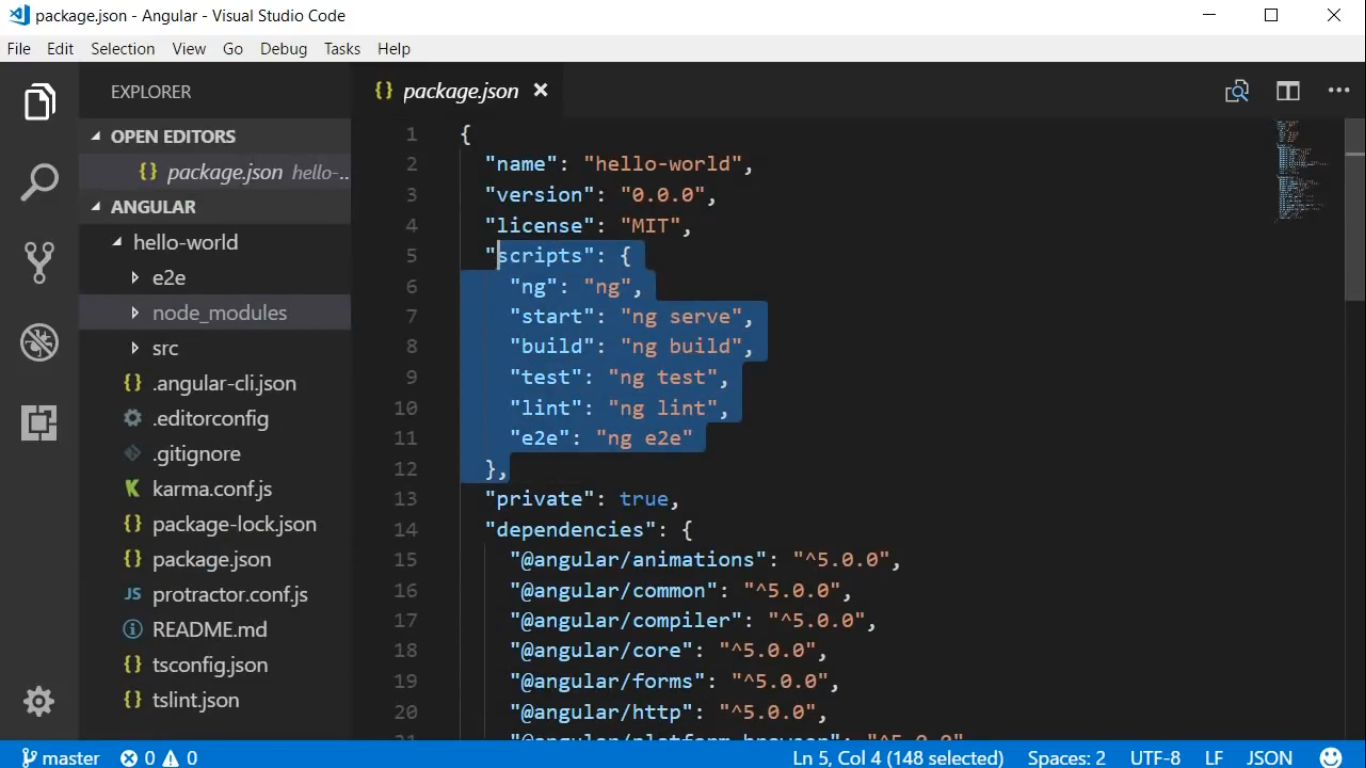 package.json - Angular - Visual Studio Code
File Edit Selection View Go Debug Tasks Help
EXPLORER
OPEN EDITORS
{} package.json hello-...
ANGULAR
hello-world
e2e
node_modules
src
{} .angular-cli.json
.editorconfig
.gitignore
karma.conf.js
{} package-lock.json
{} package.json
JS protractor.conf.js
README.md
{} tsconfig.json
{} tslint.json
{} package.json
1 {
2 "name": "hello-world",
3 "version": "0.0.0",
4 "license": "MIT",
5 "scripts": {
6 "ng": "ng",
7 "start": "ng serve",
8 "build": "ng build",
9 "test": "ng test",
10 "lint": "ng lint",
11 "e2e": "ng e2e"
12 },
13 "private": true,
14 "dependencies": {
15 "@angular/animations": "^5.0.0",
16 "@angular/common": "^5.0.0",
17 "@angular/compiler": "^5.0.0",
18 "@angular/core": "^5.0.0",
19 "@angular/forms": "^5.0.0",
20 "@angular/http": "^5.0.0",
21 "@angular/platform-browser": "^5.0.0",
master 0 0 Ln 5, Col 4 (148 selected) Spaces: 2 UTF-8 LF JSON